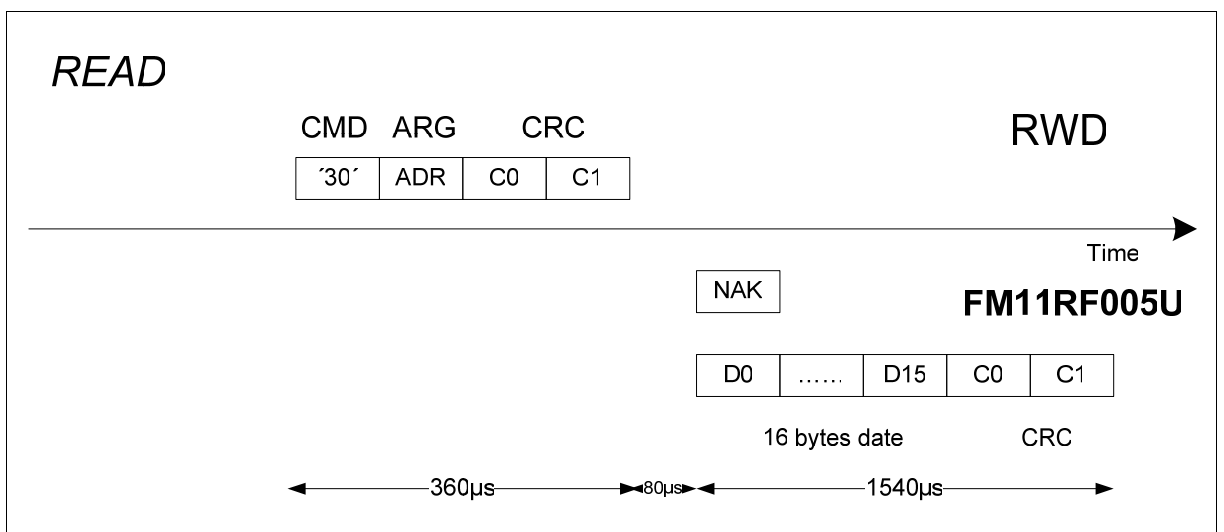 READ
CMD ARG CRC RWD
´30´ ADR C0 C1
Time
NAK FM11RF005U
D0 ...... D15 C0 C1
16 bytes date CRC
360µs 80µs 1540µs